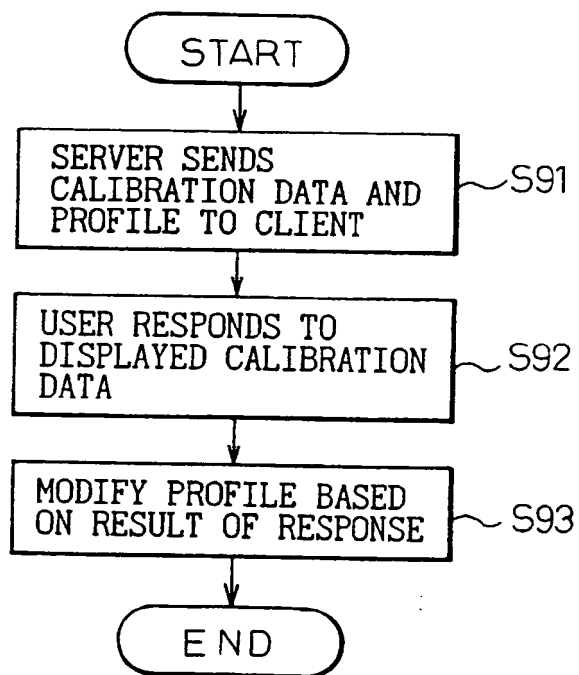 START
SERVER SENDS
CALIBRATION DATA AND
PROFILE TO CLIENT
S91
USER RESPONDS TO
DISPLAYED CALIBRATION
DATA
S92
MODIFY PROFILE BASED
ON RESULT OF RESPONSE
S93
END